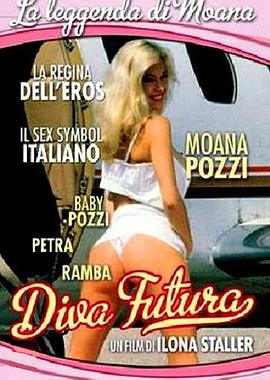 La leggenda di Moana
LA REGINA
DELL'EROS
IL SEX SYMBOL
ITALIANO
MOANA
POZZI
BABY
POZZI
PETRA
RAMBA
Diva Futura
UN FILM DI ILONA STALLER